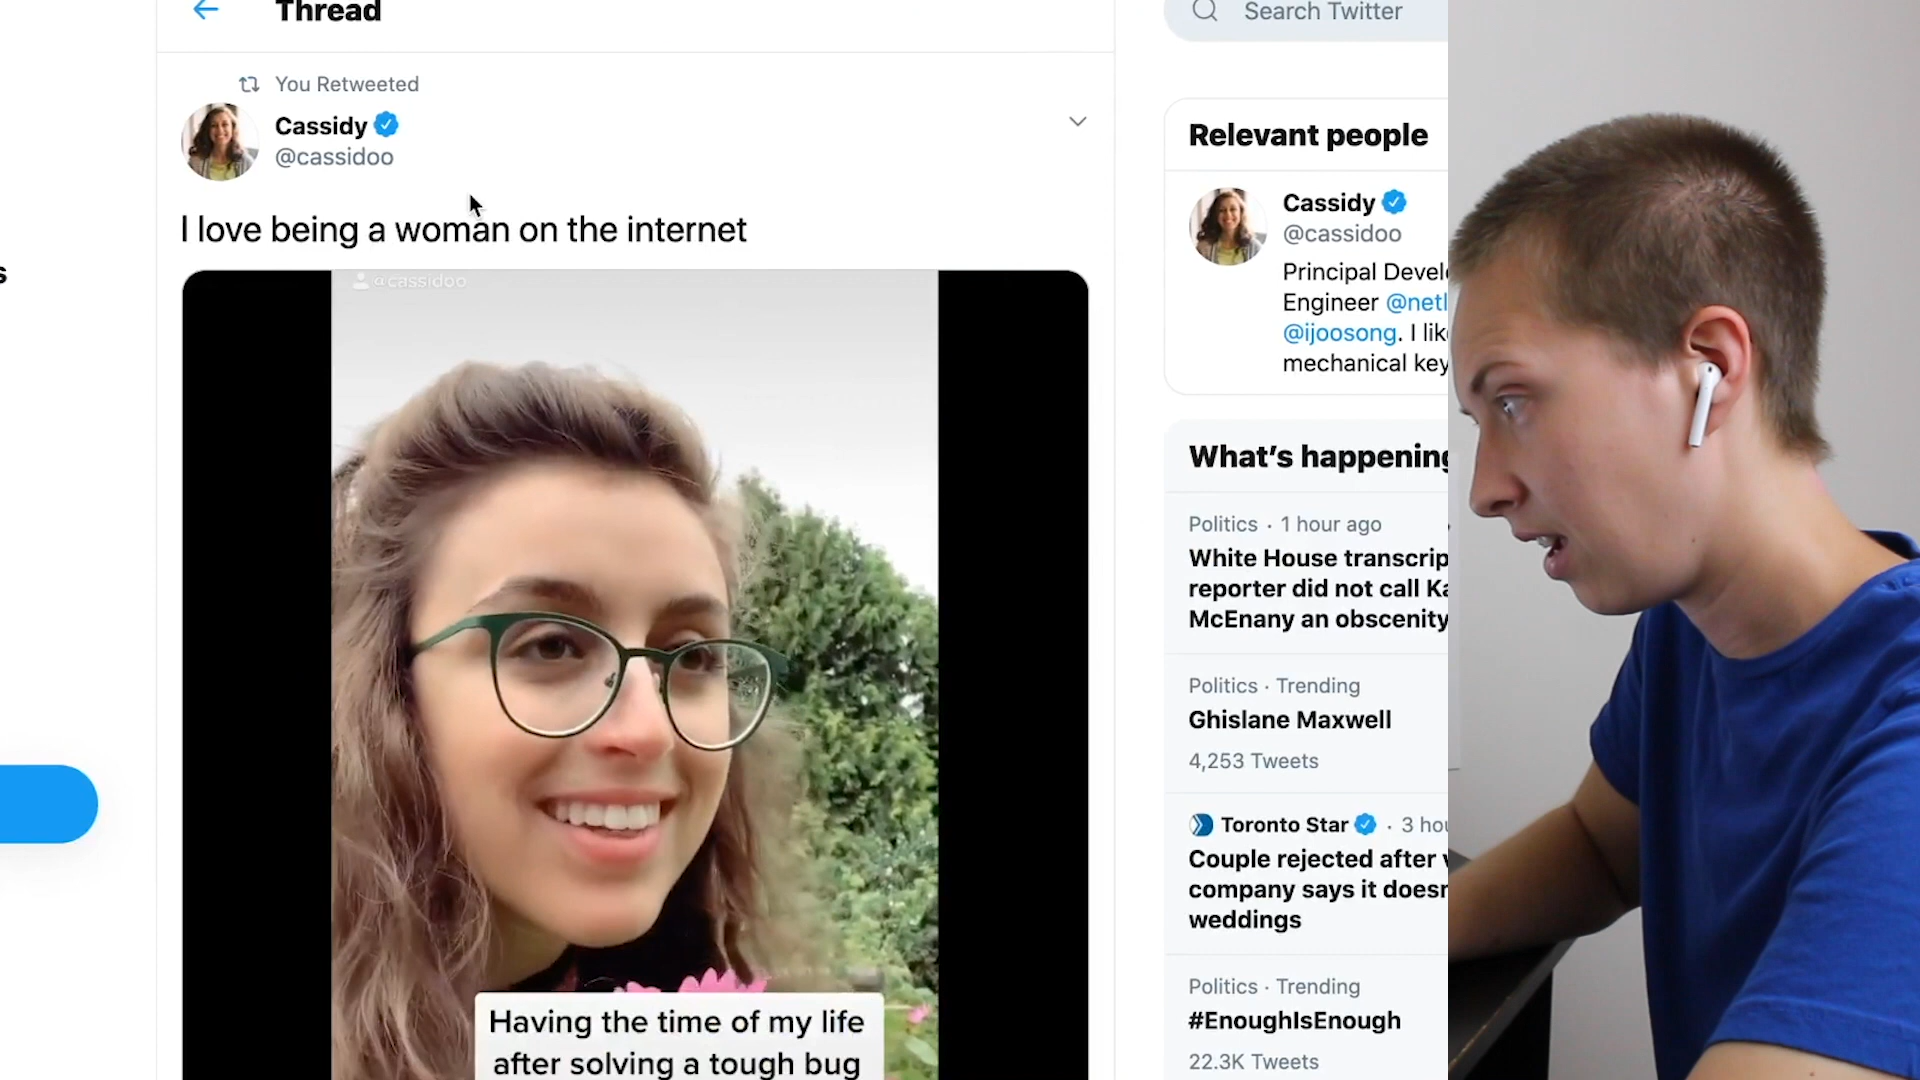 Thread
Search Twitter
You Retweeted
Cassidy
@cassidoo
I love being a woman on the internet
@cassidoo
Having the time of my life
after solving a tough bug
s
Relevant people
Cassidy
@cassidoo
Principal Devel
Engineer @netl
@ijoosong. I lik
mechanical key
What's happening
Politics · 1 hour ago
White House transcrip
reporter did not call Ka
McEnany an obscenity
Politics · Trending
Ghislane Maxwell
4,253 Tweets
Toronto Star · 3 hou
Couple rejected after v
company says it doesn
weddings
Politics · Trending
#EnoughIsEnough
22.3K Tweets